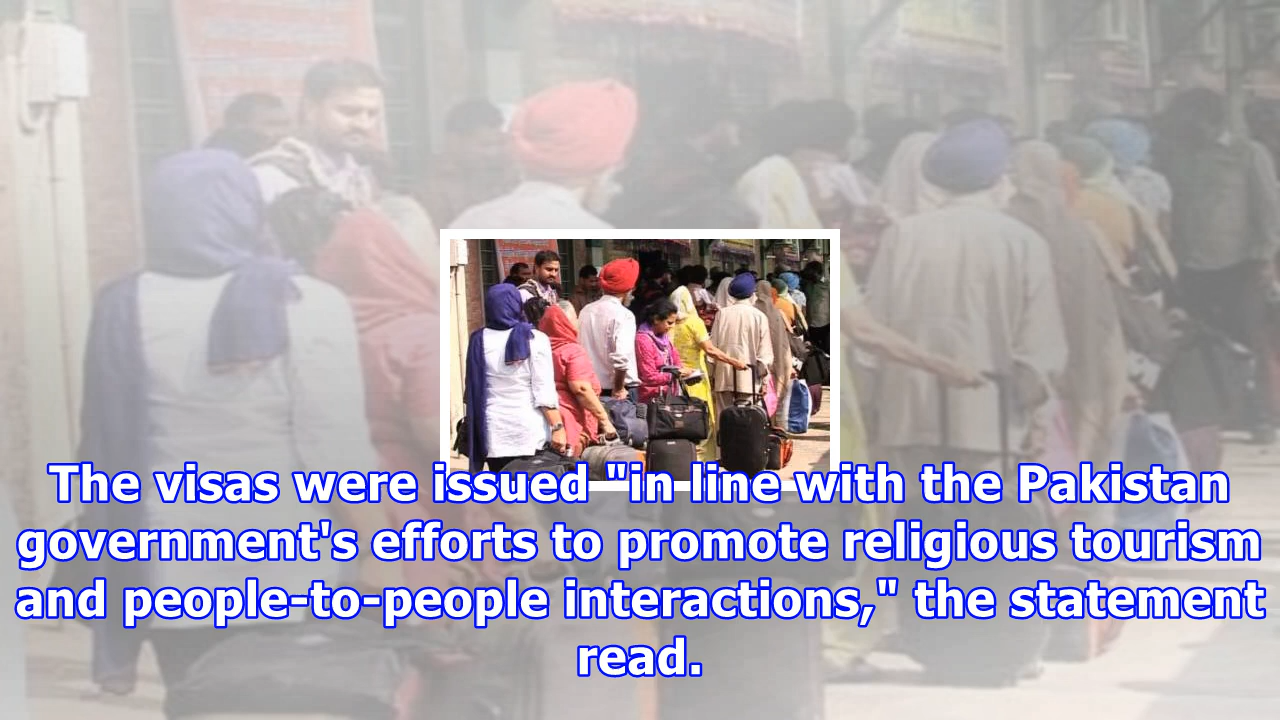 The visas were issued "in line with the Pakistan
government's efforts to promote religious tourism
and people-to-people interactions," the statement
read.